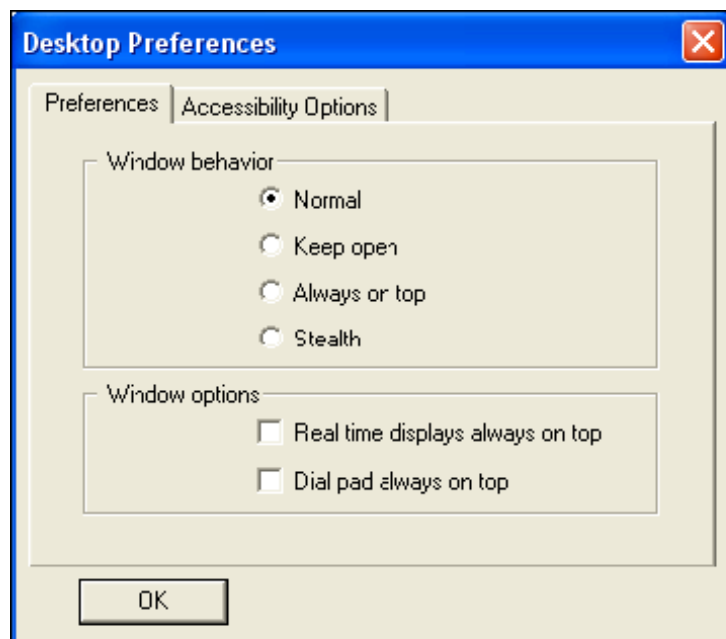 Desktop Preferences
Preferences
Accessibility Options
Window behavior
Normal
Keep open
Always on top
Stealth
Window options
Real time displays always on top
Dial pad always on top
OK